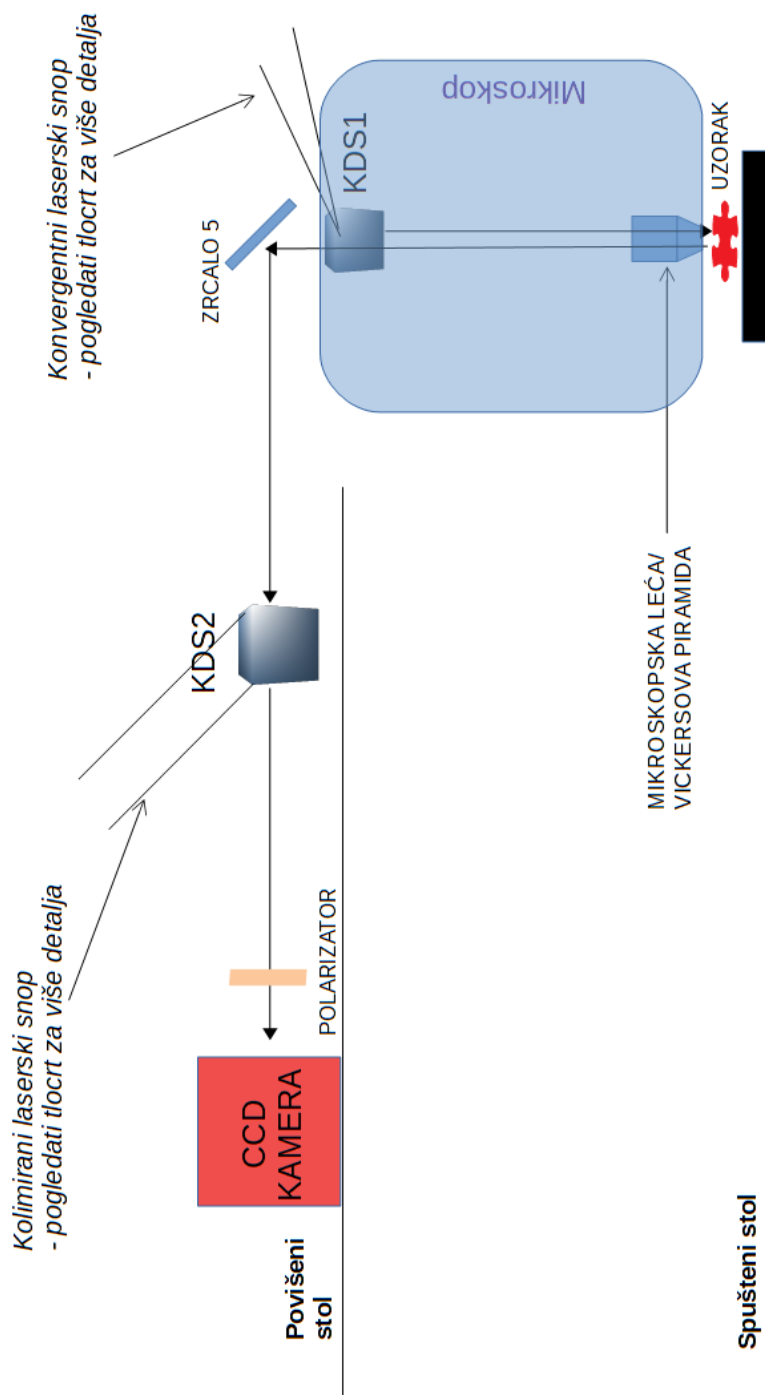 Kolimirani laserski snop
- pogledati tlocrt za više detalja
Konvergentni laserski snop
- pogledati tlocrt za više detalja
ZRCALO 5
KDS1
Mikroskop
KDS2
POLARIZATOR
CCD
KAMERA
Povišeni
stol
UZORAK
MIKROSKOPSKA LEĆA/
VICKERSOVA PIRAMIDA
Spušteni stol